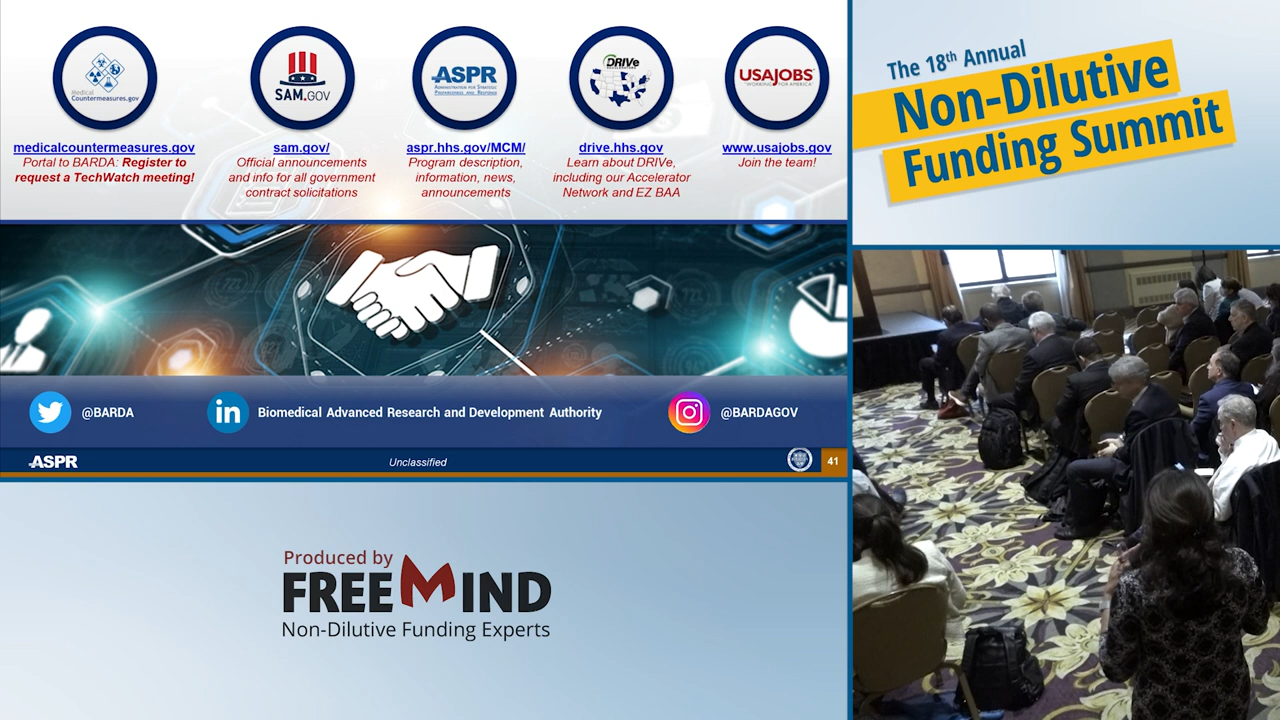 Medical
Countermeasures.gov
SAM.GOV
ASPR
ADMINISTRATION FOR STRATEGIC
PREPAREDNESS AND RESPONSE
DRIVe
ACCELERATORS
USAJOBS
WORKING FOR AMERICA
medicalcountermeasures.gov
Portal to BARDA: Register to
request a TechWatch meeting!
sam.gov/
Official announcements
and info for all government
contract solicitations
aspr.hhs.gov/MCM/
Program description,
information, news,
announcements
drive.hhs.gov
Learn about DRIVe,
including our Accelerator
Network and EZ BAA
www.usajobs.gov
Join the team!
@BARDA
in
Biomedical Advanced Research and Development Authority
@BARDAGOV
ASPR
Unclassified
41
The 18th Annual
Non-Dilutive
Funding Summit
Produced by
FREEMIND
Non-Dilutive Funding Experts